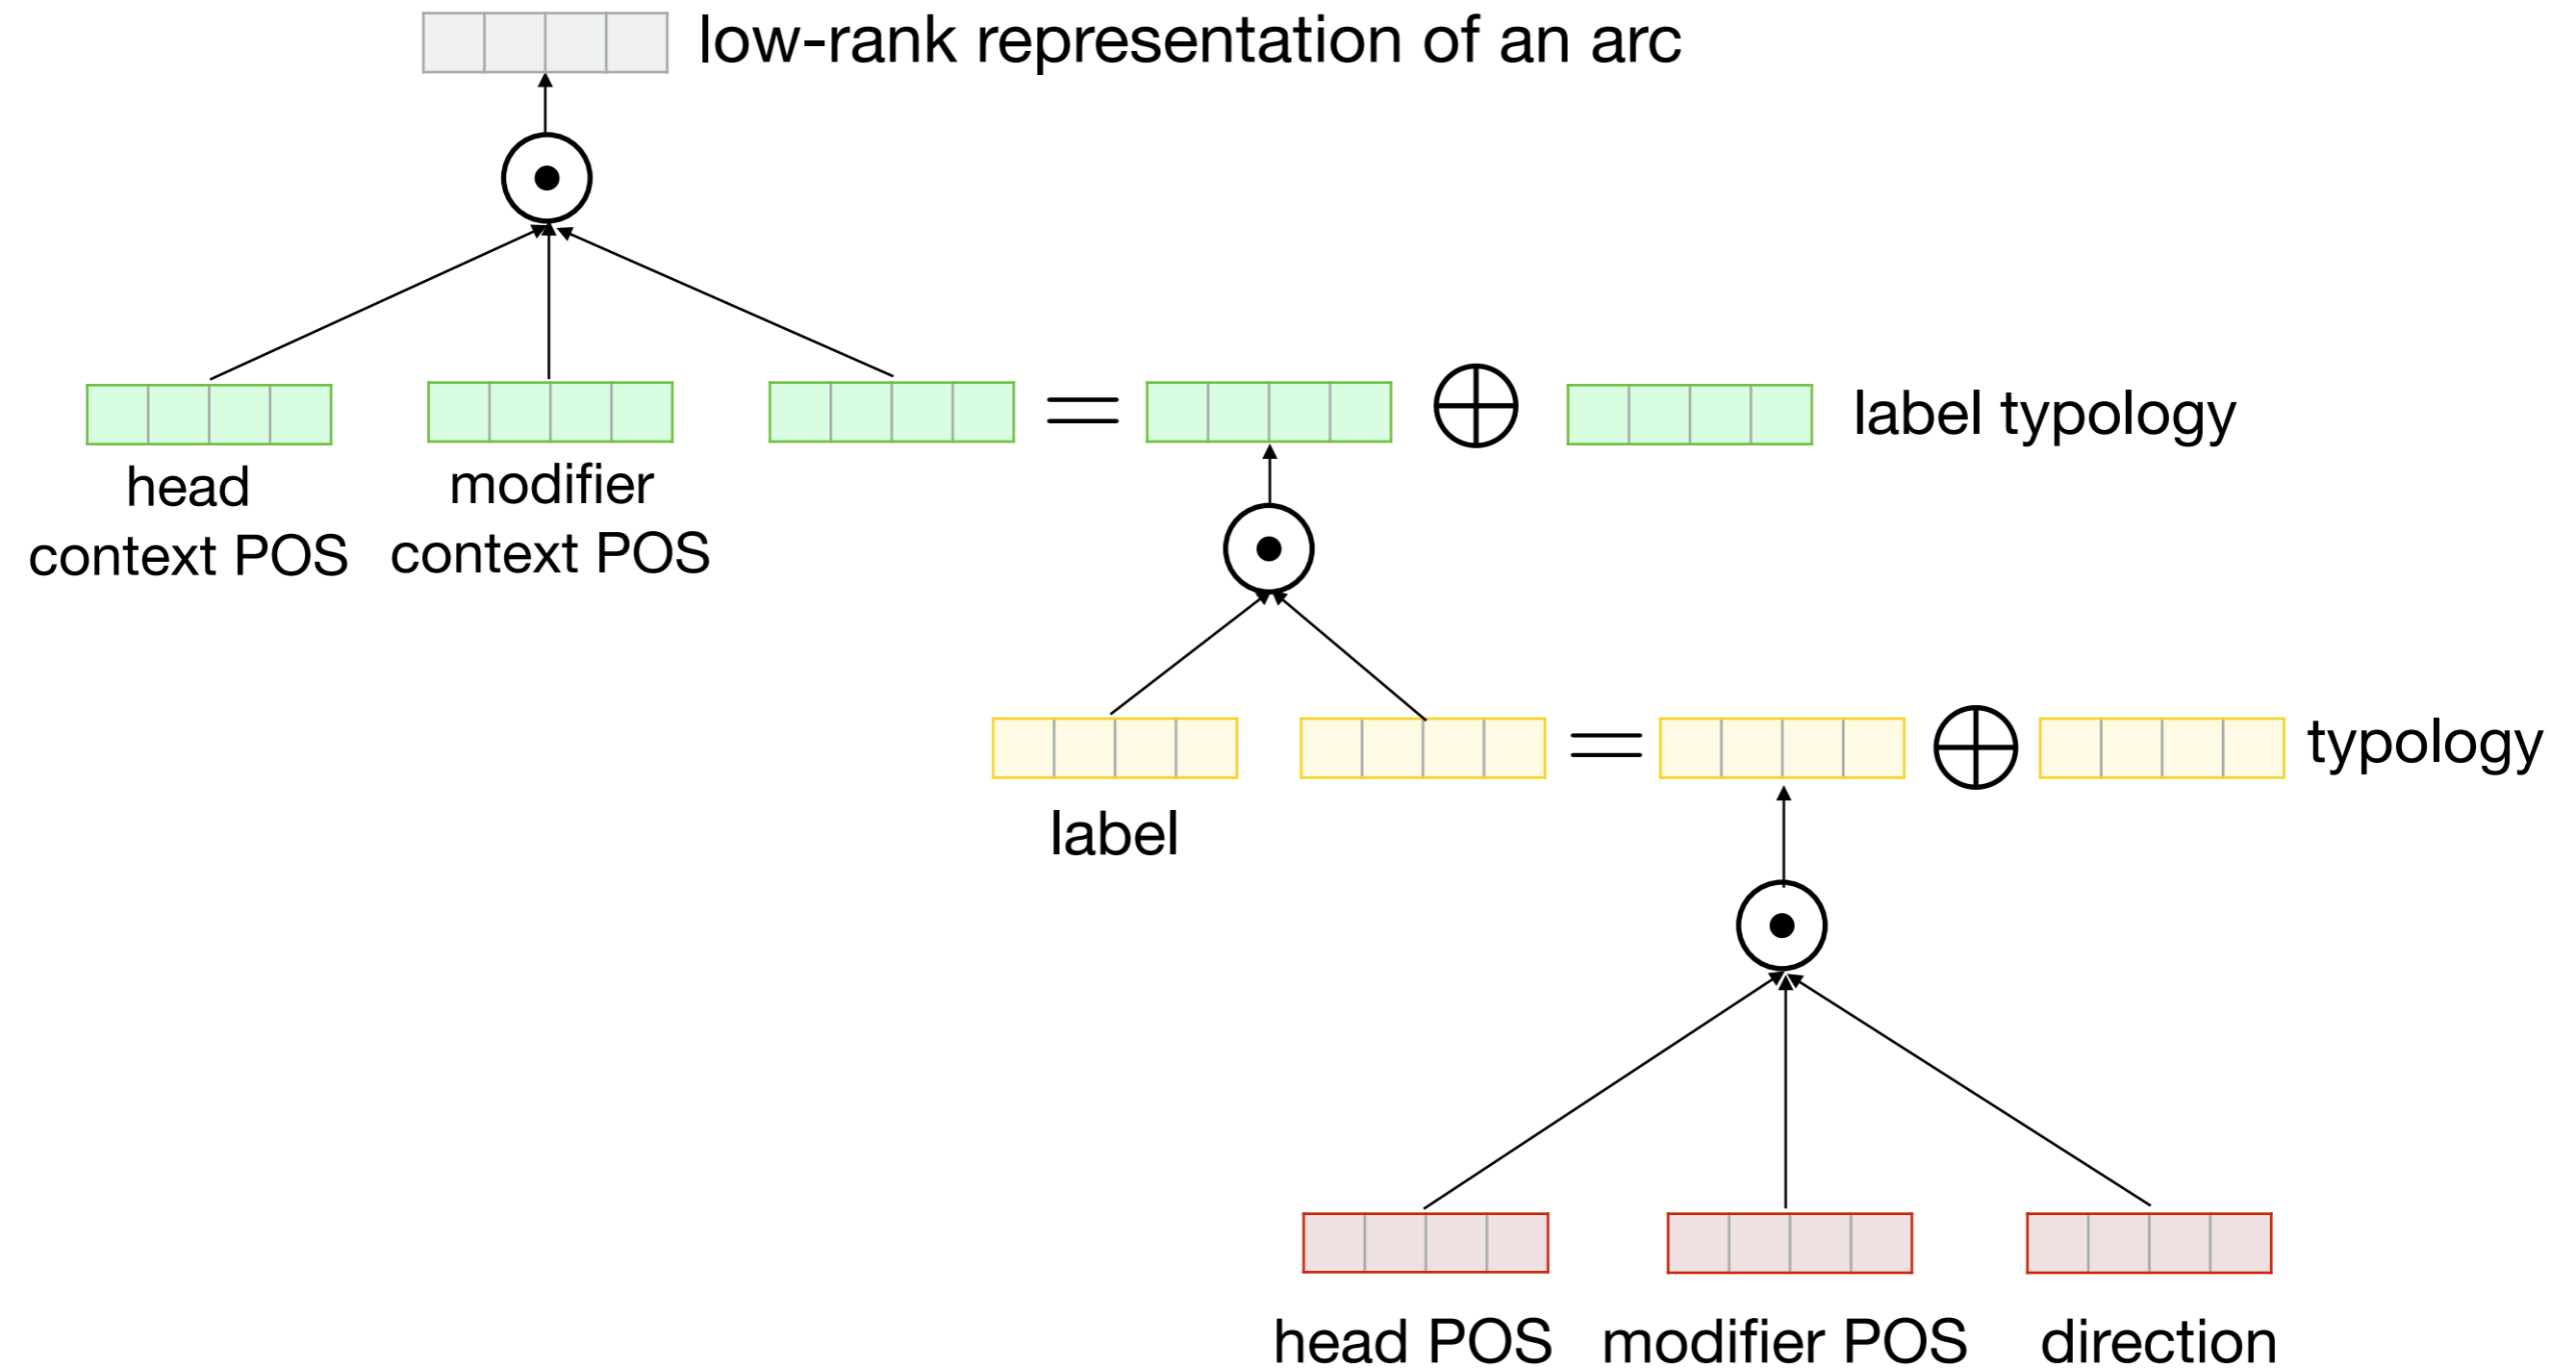 low-rank representation of an arc
label typology
head
context POS
modifier
context POS
typology
label
head POS
modifier POS
direction